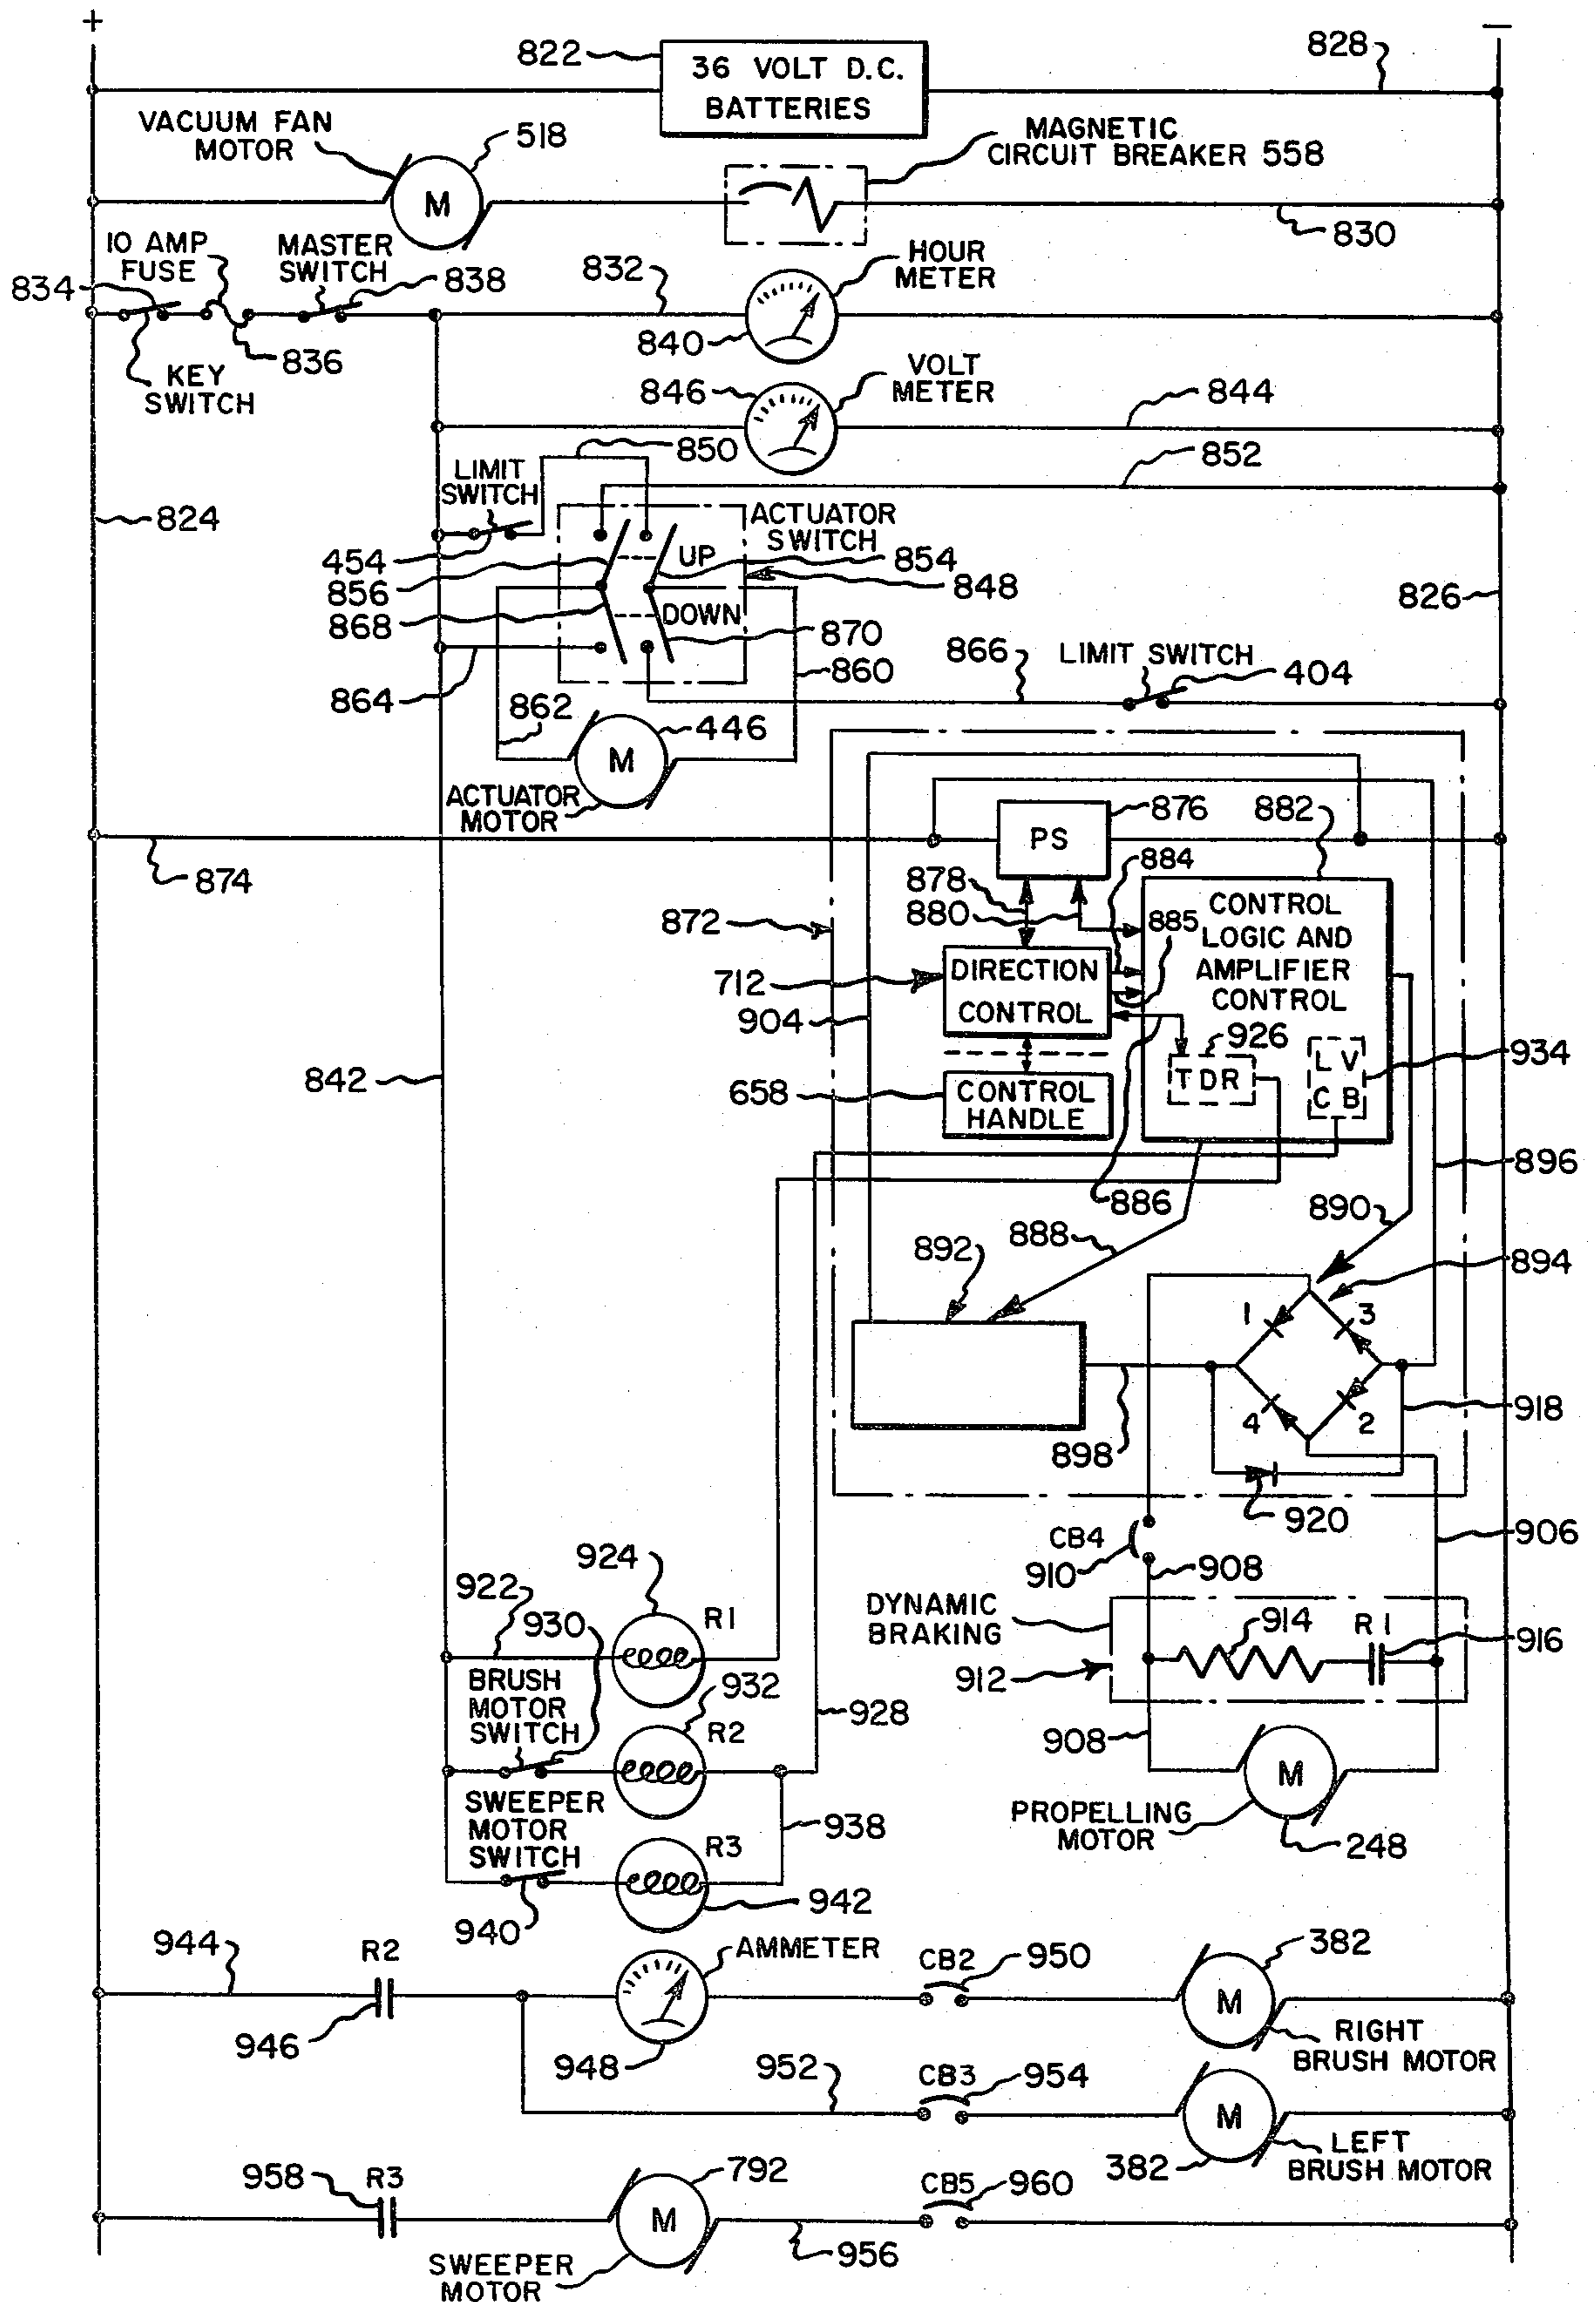 +
—
822
36 VOLT D.C.
BATTERIES
828
VACUUM FAN
MOTOR
518
M
MAGNETIC
CIRCUIT BREAKER 558
830
10 AMP
FUSE
MASTER
SWITCH
838
834
832
HOUR
METER
840
836
KEY
SWITCH
VOLT
METER
846
844
850
852
LIMIT
SWITCH
824
ACTUATOR
SWITCH
454
UP
854
856
848
826
868
DOWN
870
866
LIMIT SWITCH
404
860
864
862
446
M
ACTUATOR
MOTOR
874
PS
876
882
884
878
880
885
872
CONTROL
LOGIC AND
AMPLIFIER
CONTROL
712
DIRECTION
CONTROL
904
926
TDR
LV
CB
934
842
658
CONTROL
HANDLE
896
886
890
888
892
894
1
3
4
2
918
898
920
906
CB4
910
908
924
922
930
R1
DYNAMIC
BRAKING
914
R1
916
912
BRUSH
MOTOR
SWITCH
932
R2
928
908
M
SWEEPER
MOTOR
SWITCH
938
PROPELLING
MOTOR
248
R3
940
942
944
R2
AMMETER
CB2
950
382
M
946
948
RIGHT
BRUSH MOTOR
952
CB3
954
M
382
LEFT
BRUSH MOTOR
958
R3
792
M
CB5
960
956
SWEEPER
MOTOR